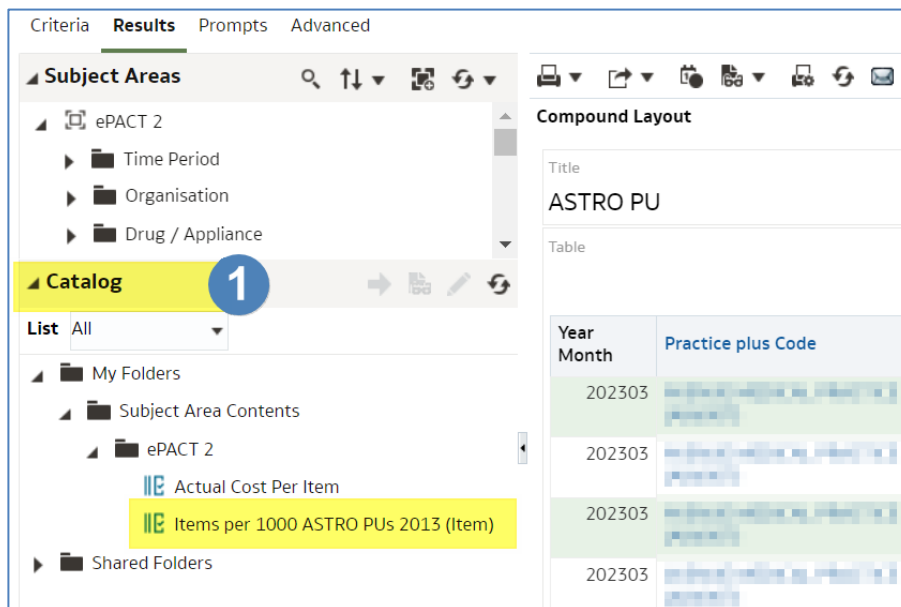 Criteria Results Prompts Advanced
Subject Areas
ePACT 2
Time Period
Organisation
Drug / Appliance
Catalog 1
List All
My Folders
Subject Area Contents
ePACT 2
Actual Cost Per Item
Items per 1000 ASTRO PUs 2013 (Item)
Shared Folders
Compound Layout
Title
ASTRO PU
Table
Year Month Practice plus Code
202303
202303
202303
202303